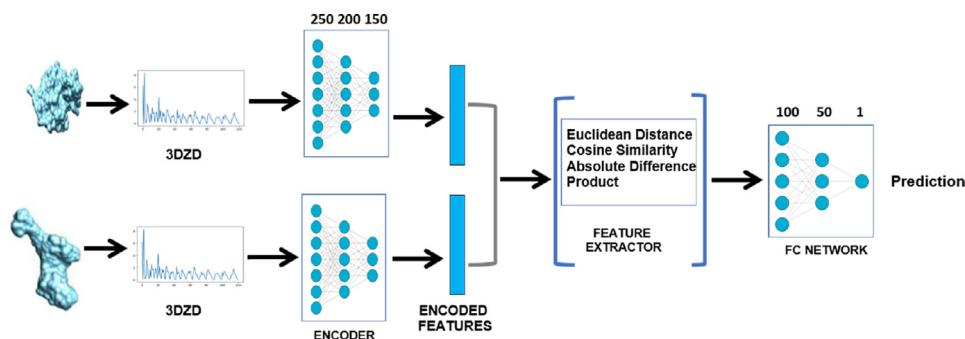 250 200 150
3DZD
Euclidean Distance
Cosine Similarity
Absolute Difference
Product
FEATURE
EXTRACTOR
100 50 1
FC NETWORK
Prediction
3DZD
ENCODER
ENCODED
FEATURES